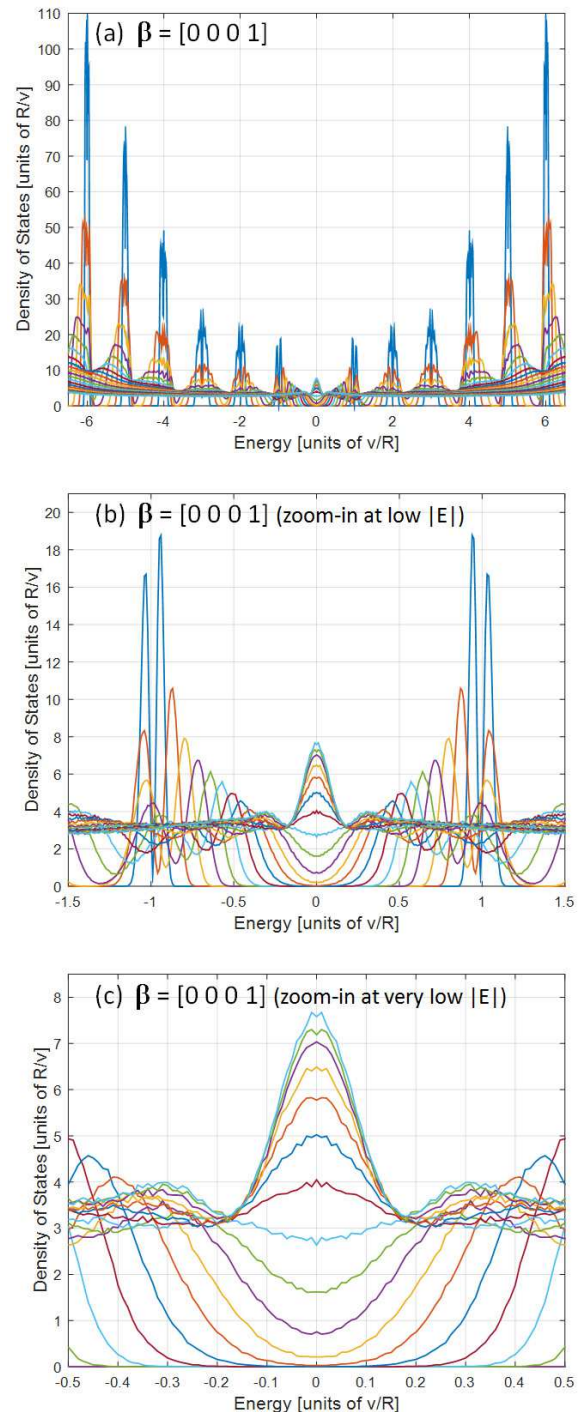 (a) β = [0 0 0 1]
Density of States [units of R/v]
110
100
90
80
70
60
50
40
30
20
10
0
-6 -4 -2 0 2 4 6
Energy [units of v/R]
(b) β = [0 0 0 1] (zoom-in at low |E|)
Density of States [units of R/v]
20
18
16
14
12
10
8
6
4
2
0
-1.5 -1 -0.5 0 0.5 1 1.5
Energy [units of v/R]
(c) β = [0 0 0 1] (zoom-in at very low |E|)
Density of States [units of R/v]
8
7
6
5
4
3
2
1
0
-0.5 -0.4 -0.3 -0.2 -0.1 0 0.1 0.2 0.3 0.4 0.5
Energy [units of v/R]